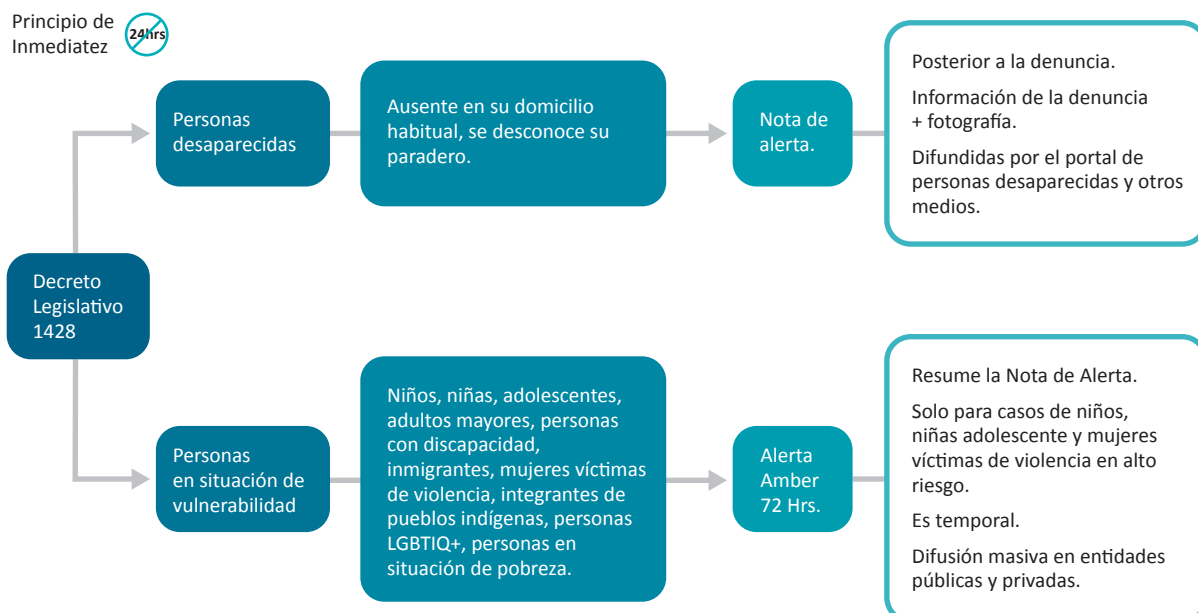 Principio de
Inmediatez
24hrs
Personas
desaparecidas
Ausente en su domicilio
habitual, se desconoce su
paradero.
Nota de
alerta.
Posterior a la denuncia.
Información de la denuncia
+ fotografía.
Difundidas por el portal de
personas desaparecidas y otros
medios.
Decreto
Legislativo
1428
Personas
en situación de
vulnerabilidad
Niños, niñas, adolescentes,
adultos mayores, personas
con discapacidad,
inmigrantes, mujeres víctimas
de violencia, integrantes de
pueblos indígenas, personas
LGBTIQ+, personas en
situación de pobreza.
Alerta
Amber
72 Hrs.
Resume la Nota de Alerta.
Solo para casos de niños,
niñas adolescente y mujeres
víctimas de violencia en alto
riesgo.
Es temporal.
Difusión masiva en entidades
públicas y privadas.